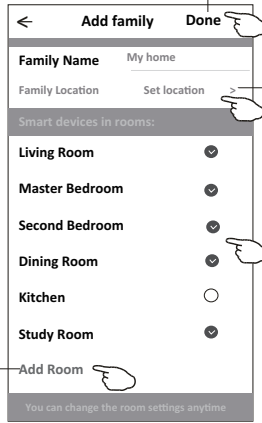 Add family Done
Family Name My home
Family Location Set location >
Smart devices in rooms:
Living Room
Master Bedroom
Second Bedroom
Dining Room
Kitchen
Study Room
Add Room
You can change the room settings anytime